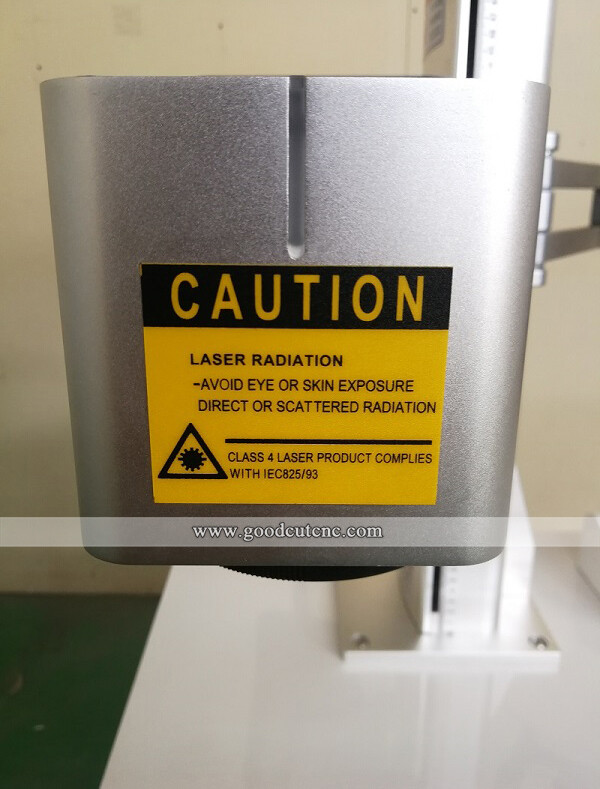 CAUTION
LASER RADIATION
-AVOID EYE OR SKIN EXPOSURE
DIRECT OR SCATTERED RADIATION
CLASS 4 LASER PRODUCT COMPLIES
WITH IEC825/93
www.goodcutcnc.com